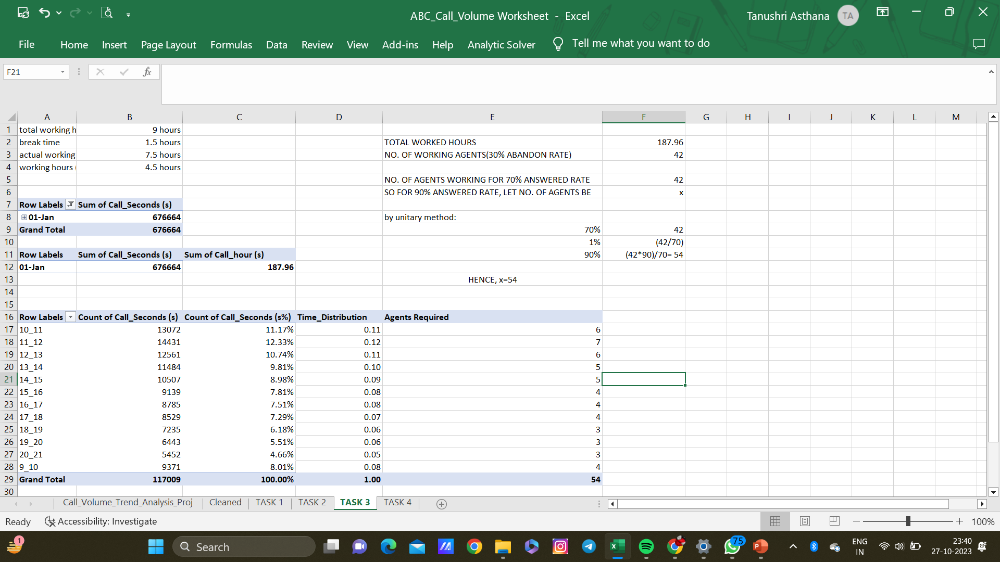 ABC_Call_Volume Worksheet - Excel
Tanushri Asthana
TA
File Home Insert Page Layout Formulas Data Review View Add-ins Help Analytic Solver Tell me what you want to do
F21
fx
A B C D E F G H I J K L M
1 total working h 9 hours
2 break time 1.5 hours TOTAL WORKED HOURS 187.96
3 actual working 7.5 hours NO. OF WORKING AGENTS(30% ABANDON RATE) 42
4 working hours ( 4.5 hours
5 NO. OF AGENTS WORKING FOR 70% ANSWERED RATE 42
6 SO FOR 90% ANSWERED RATE, LET NO. OF AGENTS BE x
7 Row Labels Sum of Call_Seconds (s)
8 01-Jan 676664 by unitary method:
9 Grand Total 676664 70% 42
10 1% (42/70)
11 Row Labels Sum of Call_Seconds (s) Sum of Call_hour (s) 90% (42*90)/70= 54
12 01-Jan 676664 187.96
13 HENCE, x=54
14
15
16 Row Labels Count of Call_Seconds (s) Count of Call_Seconds (s%) Time_Distribution Agents Required
17 10_11 13072 11.17% 0.11 6
18 11_12 14431 12.33% 0.12 7
19 12_13 12561 10.74% 0.11 6
20 13_14 11484 9.81% 0.10 5
21 14_15 10507 8.98% 0.09 5
22 15_16 9139 7.81% 0.08 4
23 16_17 8785 7.51% 0.08 4
24 17_18 8529 7.29% 0.07 4
25 18_19 7235 6.18% 0.06 3
26 19_20 6443 5.51% 0.06 3
27 20_21 5452 4.66% 0.05 3
28 9_10 9371 8.01% 0.08 4
29 Grand Total 117009 100.00% 1.00 54
30
Call_Volume_Trend_Analysis_Proj Cleaned TASK 1 TASK 2 TASK 3 TASK 4
Ready Accessibility: Investigate 100%
1 Search 75 ENG 23:40
IN 27-10-2023